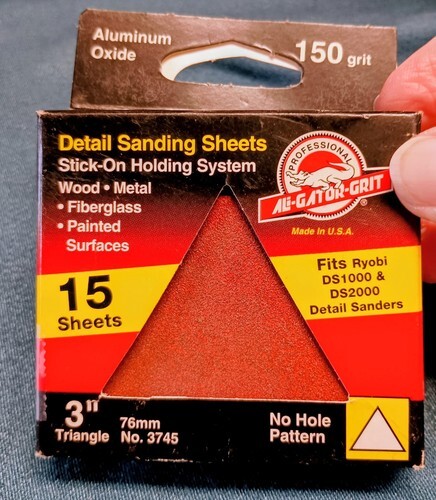 Aluminum
Oxide
150 grit
Detail Sanding Sheets
Stick-On Holding System
Wood • Metal
• Fiberglass
• Painted
Surfaces
PROFESSIONAL
ALI-GATOR-GRIT®
Made in U.S.A.
15
Sheets
Fits Ryobi
DS1000 &
DS2000
Detail Sanders
3"
Triangle
76mm
No. 3745
No Hole
Pattern